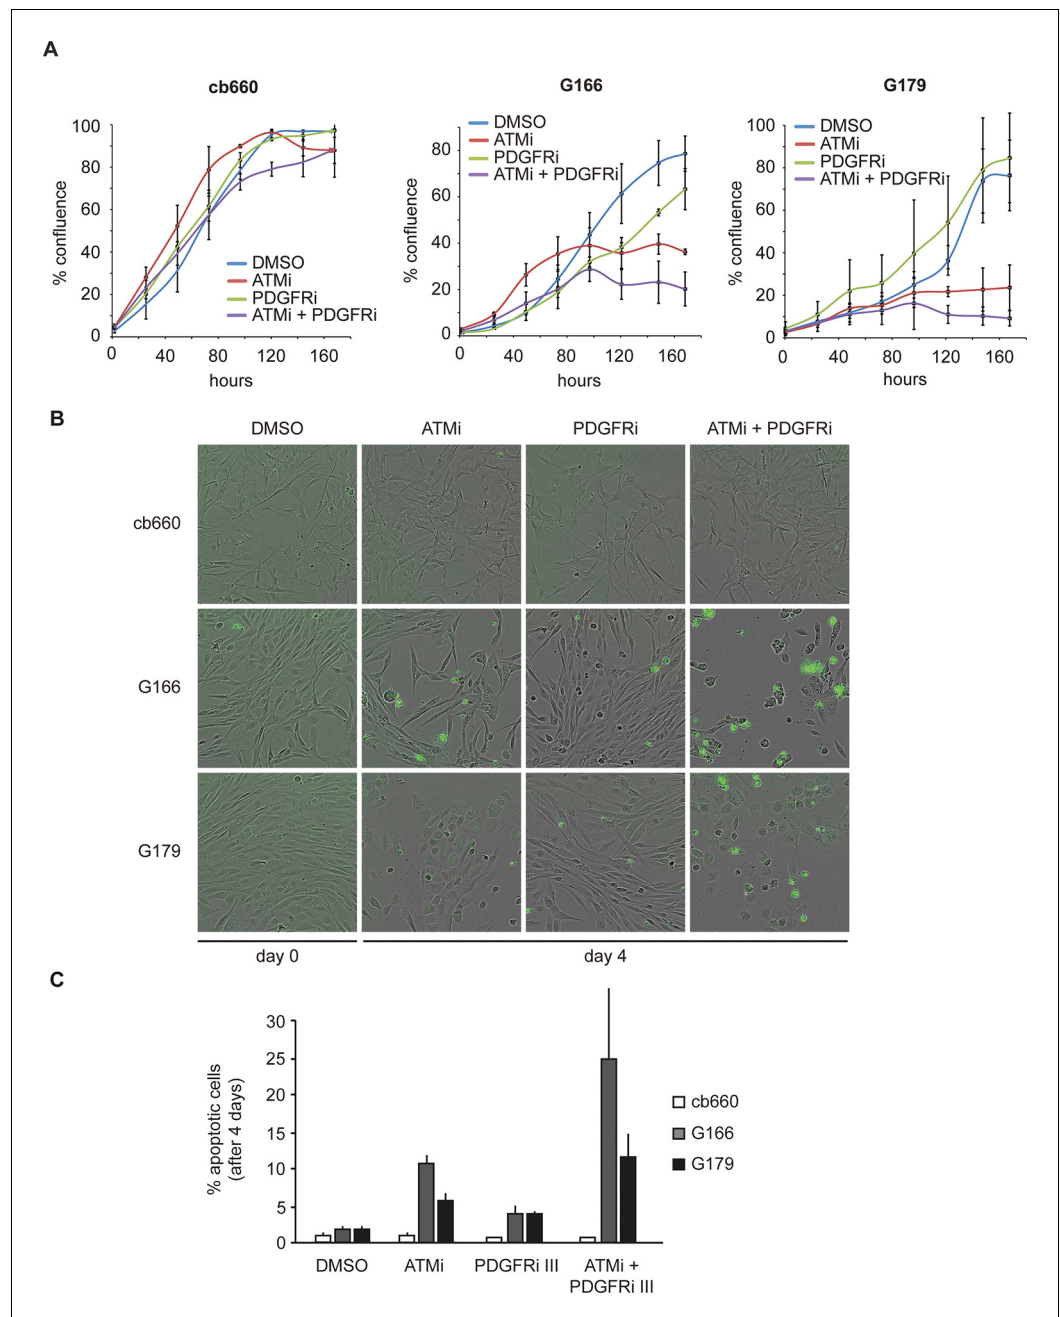 A
cb660
G166
G179
% confluence
100
80
60
40
20
0
DMSO
ATMi
PDGFRi
ATMi + PDGFRi
0 40 80 120 160
hours
% confluence
80
60
40
20
0
DMSO
ATMi
PDGFRi
ATMi + PDGFRi
0 40 80 120 160
hours
% confluence
100
80
60
40
20
0
DMSO
ATMi
PDGFRi
ATMi + PDGFRi
0 40 80 120 160
hours
B
DMSO ATMi PDGFRi ATMi + PDGFRi
cb660
G166
G179
day 0 day 4
C
% apoptotic cells
(after 4 days)
30
25
20
15
10
5
0
cb660
G166
G179
DMSO ATMi PDGFRi III ATMi +
PDGFRi III